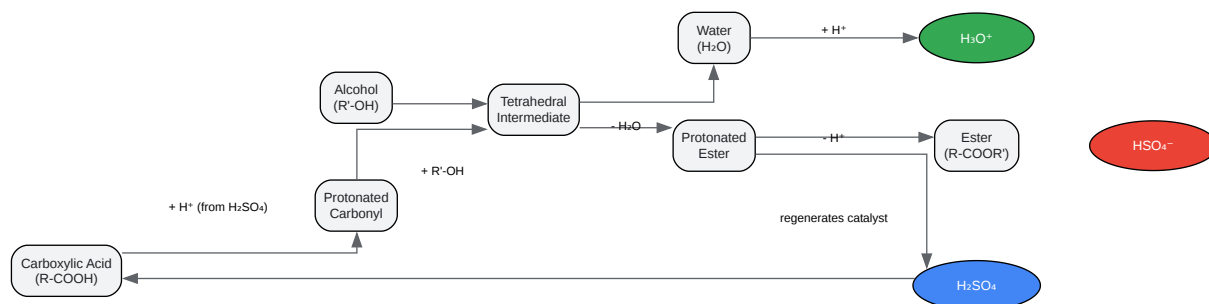 Water
(H₂O)
+ H⁺
H₃O⁺
Alcohol
(R'-OH)
Tetrahedral
Intermediate
- H₂O
Protonated
Ester
- H⁺
Ester
(R-COOR')
HSO₄⁻
+ R'-OH
Protonated
Carbonyl
+ H⁺ (from H₂SO₄)
regenerates catalyst
Carboxylic Acid
(R-COOH)
H₂SO₄